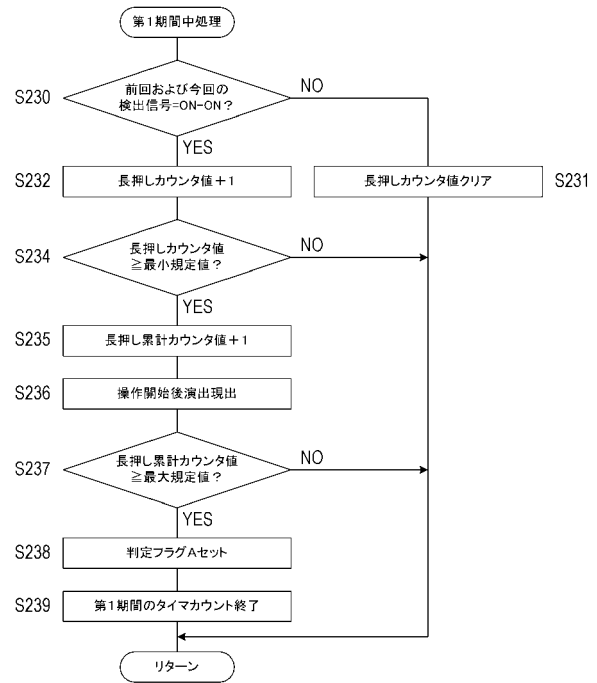 第1期間中処理
S230
前回および今回の
検出信号=ON-ON?
NO
YES
S232
長押しカウンタ値+1
長押しカウンタ値クリア
S231
S234
長押しカウンタ値
≧最小規定値?
NO
YES
S235
長押し累計カウンタ値+1
S236
操作開始後演出現出
S237
長押し累計カウンタ値
≧最大規定値?
NO
YES
S238
判定フラグAセット
S239
第1期間のタイマカウント終了
リターン